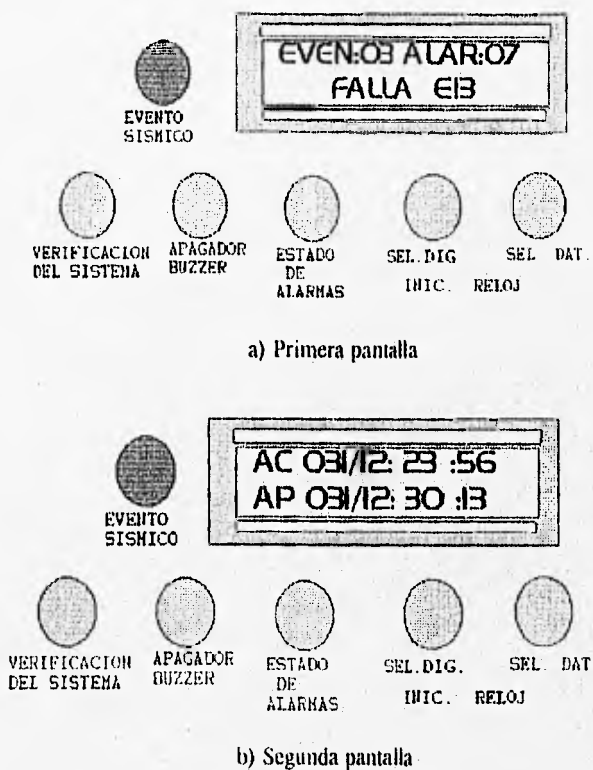 EVEN:03 ALAR:07
FALLA E13
EVENTO
SISMICO
VERIFICACION
DEL SISTEMA
APAGADOR
BUZZER
ESTADO
DE
ALARMAS
SEL.DIG
SEL DAT.
INIC. RELOJ
a) Primera pantalla
AC 031/12: 23 :56
AP 031/12: 30 :13
EVENTO
SISMICO
VERIFICACION
DEL SISTEMA
APAGADOR
BUZZER
ESTADO
DE
ALARMAS
SEL.DIG.
SEL DAT
INIC. RELOJ
b) Segunda pantalla